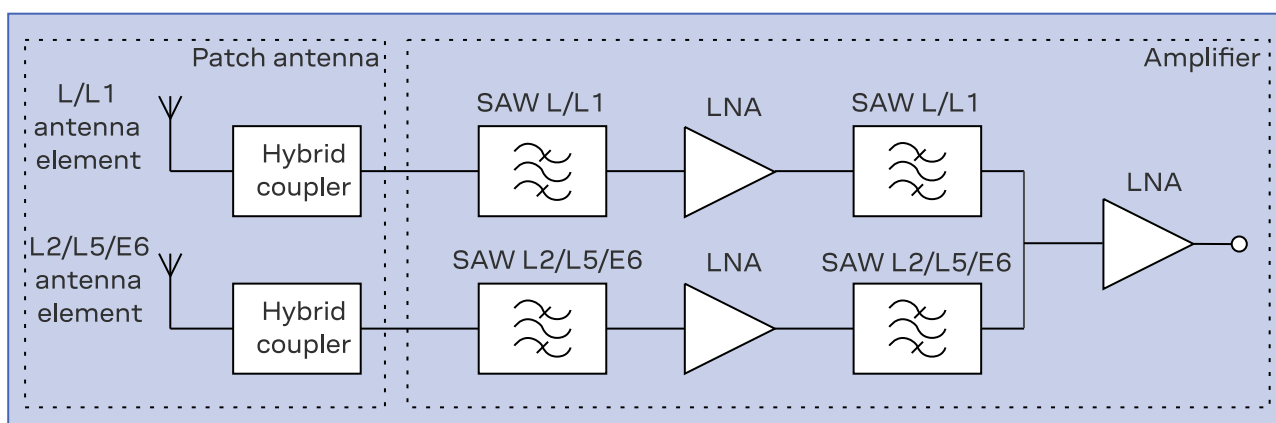 Patch antenna
Amplifier
L/L1
antenna
element
Hybrid
coupler
SAW L/L1
LNA
SAW L/L1
LNA
L2/L5/E6
antenna
element
Hybrid
coupler
SAW L2/L5/E6
LNA
SAW L2/L5/E6